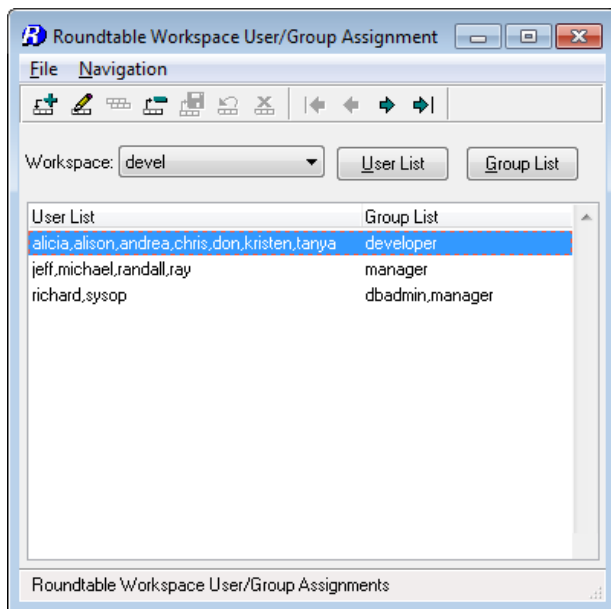 R Roundtable Workspace User/Group Assignment
File Navigation
Workspace: devel User List Group List
User List Group List
alicia,alison,andrea,chris,don,kristen,tanya developer
jeff,michael,randall,ray manager
richard,sysop dbadmin,manager
Roundtable Workspace User/Group Assignments